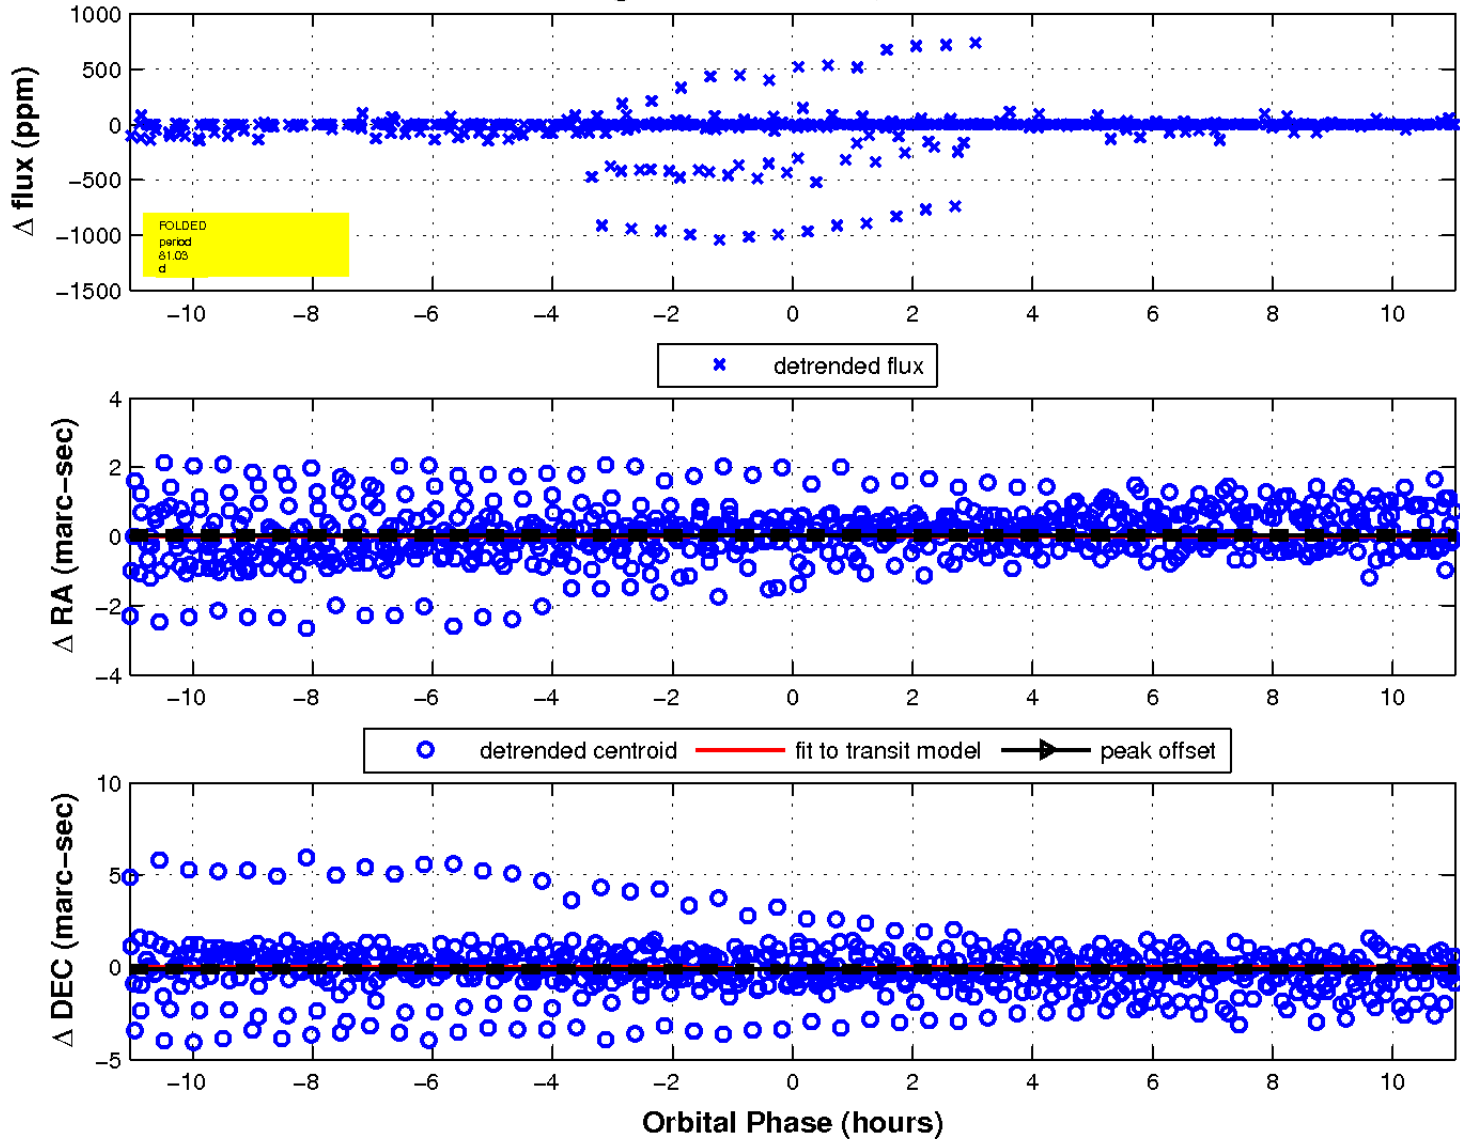 1000
500
0
−500
−1000
−1500
Δ flux (ppm)
FOLDED
period
81.03
d
−10 −8 −6 −4 −2 0 2 4 6 8 10
detrended flux
4
2
0
−2
−4
Δ RA (marc−sec)
−10 −8 −6 −4 −2 0 2 4 6 8 10
detrended centroid fit to transit model peak offset
10
5
0
−5
Δ DEC (marc−sec)
−10 −8 −6 −4 −2 0 2 4 6 8 10
Orbital Phase (hours)